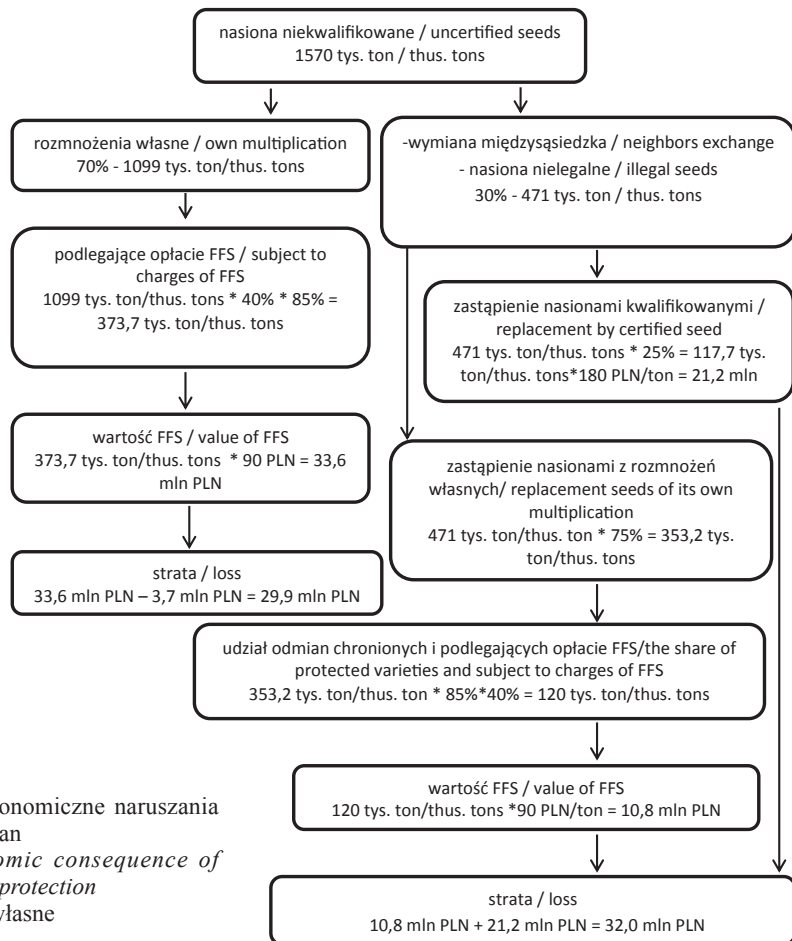 nasiona niekwalifikowane / uncertified seeds
1570 tys. ton / thus. tons
rozmnożenia własne / own multiplication
70% - 1099 tys. ton/thus. tons
-wymiana międzysąsiedzka / neighbors exchange
- nasiona nielegalne / illegal seeds
30% - 471 tys. ton / thus. tons
podlegające opłacie FFS / subject to
charges of FFS
1099 tys. ton/thus. tons * 40% * 85% =
373,7 tys. ton/thus. tons
zastąpienie nasionami kwalifikowanymi /
replacement by certified seed
471 tys. ton/thus. tons * 25% = 117,7 tys.
ton/thus. tons*180 PLN/ton = 21,2 mln
wartość FFS / value of FFS
373,7 tys. ton/thus. tons * 90 PLN = 33,6
mln PLN
zastąpienie nasionami z rozmnożeń
własnych/ replacement seeds of its own
multiplication
471 tys. ton/thus. ton * 75% = 353,2 tys.
ton/thus. tons
strata / loss
33,6 mln PLN – 3,7 mln PLN = 29,9 mln PLN
udział odmian chronionych i podlegających opłacie FFS/the share of
protected varieties and subject to charges of FFS
353,2 tys. ton/thus. ton * 85%*40% = 120 tys. ton/thus. tons
wartość FFS / value of FFS
120 tys. ton/thus. tons *90 PLN/ton = 10,8 mln PLN
strata / loss
10,8 mln PLN + 21,2 mln PLN = 32,0 mln PLN
onomiczne naruszania
an
omic consequence of
protection
własne